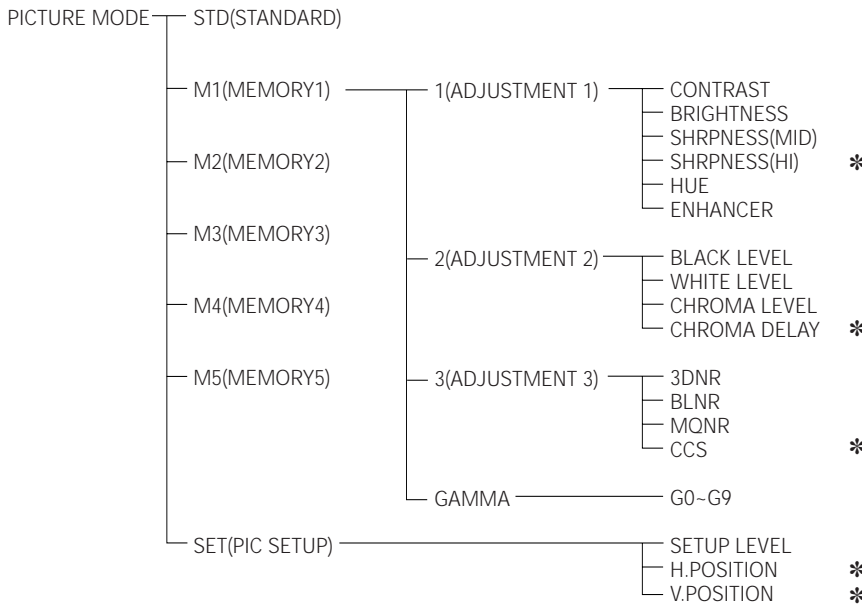 PICTURE MODE STD(STANDARD)
M1(MEMORY1) 1(ADJUSTMENT 1) CONTRAST
BRIGHTNESS
SHRPNESS(MID)
M2(MEMORY2) SHRPNESS(HI) ✻
HUE
ENHANCER
M3(MEMORY3)
2(ADJUSTMENT 2) BLACK LEVEL
WHITE LEVEL
M4(MEMORY4) CHROMA LEVEL
CHROMA DELAY ✻
M5(MEMORY5) 3(ADJUSTMENT 3) 3DNR
BLNR
MQNR
CCS ✻
GAMMA G0~G9
SET(PIC SETUP) SETUP LEVEL
H.POSITION ✻
V.POSITION ✻